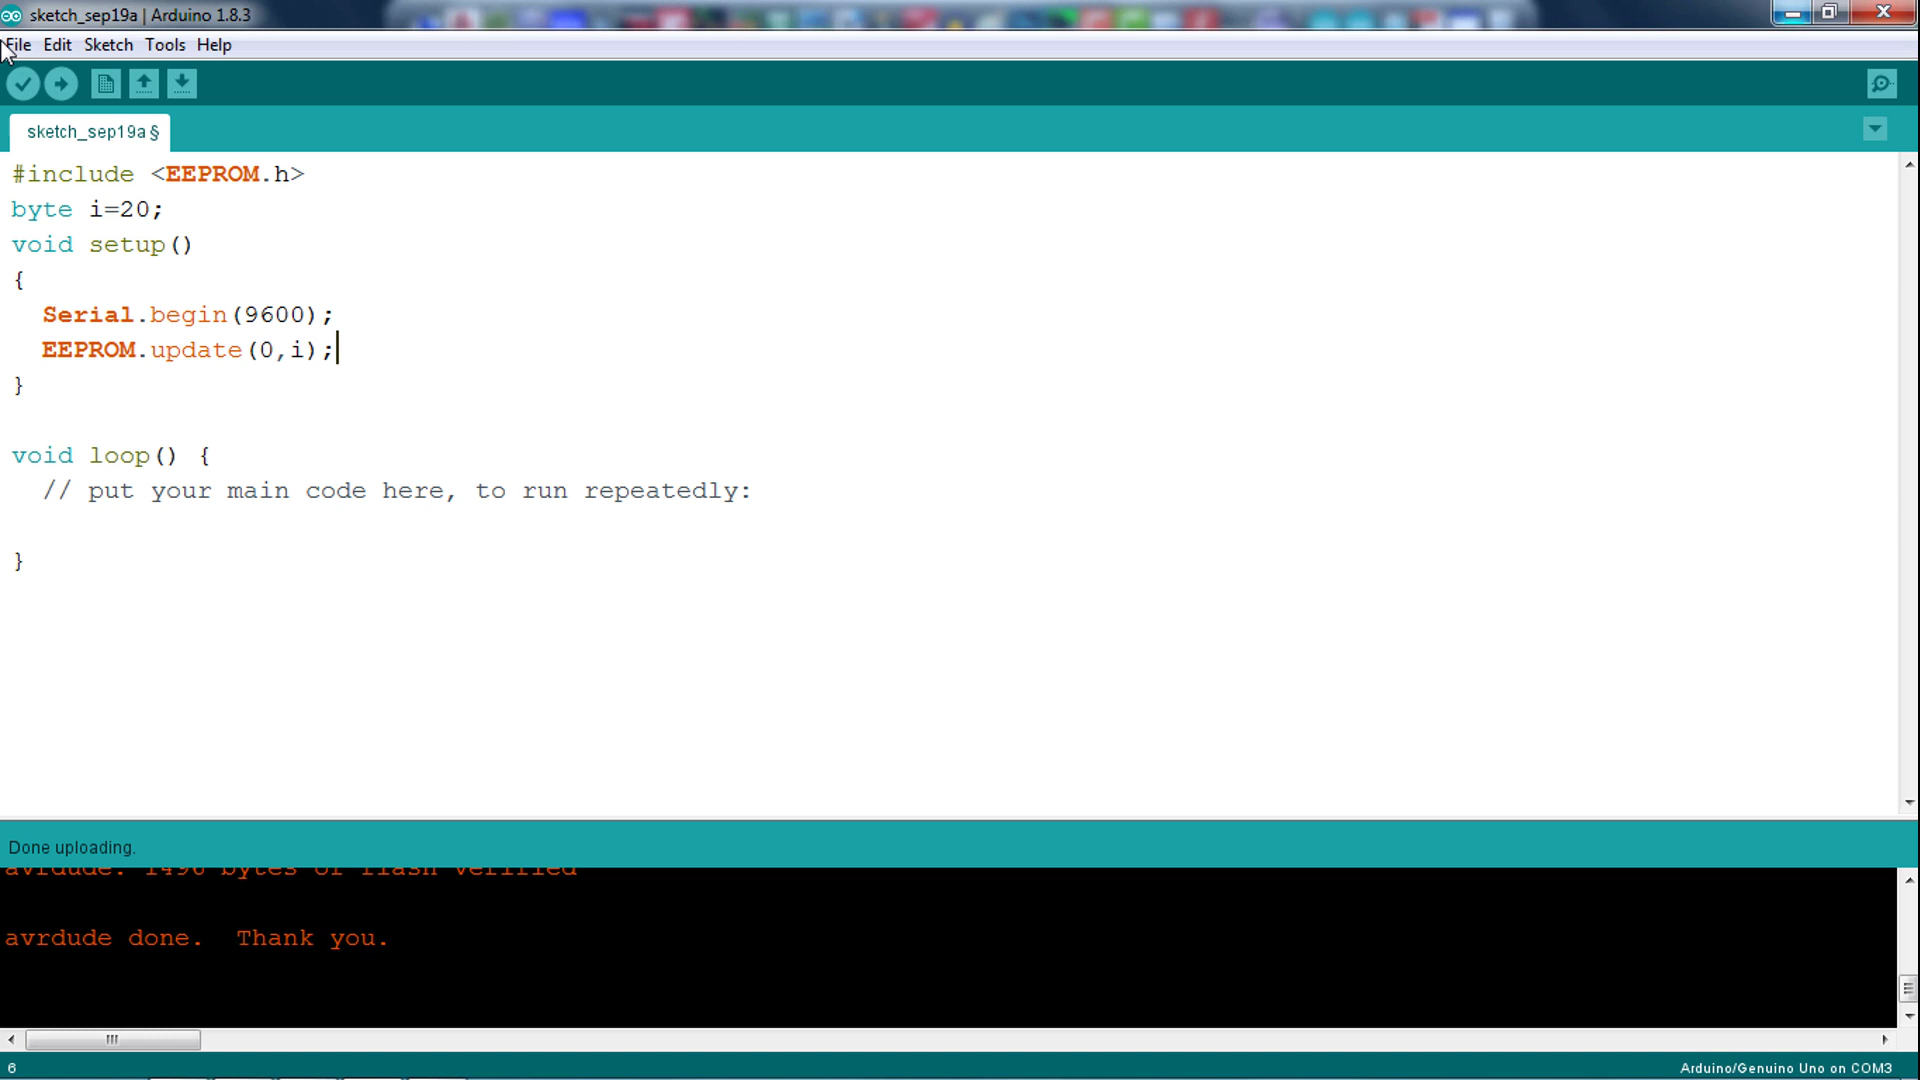 sketch_sep19a | Arduino 1.8.3
File Edit Sketch Tools Help
sketch_sep19a §
#include <EEPROM.h>
byte i=20;
void setup()
{
Serial.begin(9600);
EEPROM.update(0,i);
}
void loop() {
// put your main code here, to run repeatedly:
}
Done uploading.
avrdude: 1496 bytes of flash verified
avrdude done.  Thank you.
6
Arduino/Genuino Uno on COM3